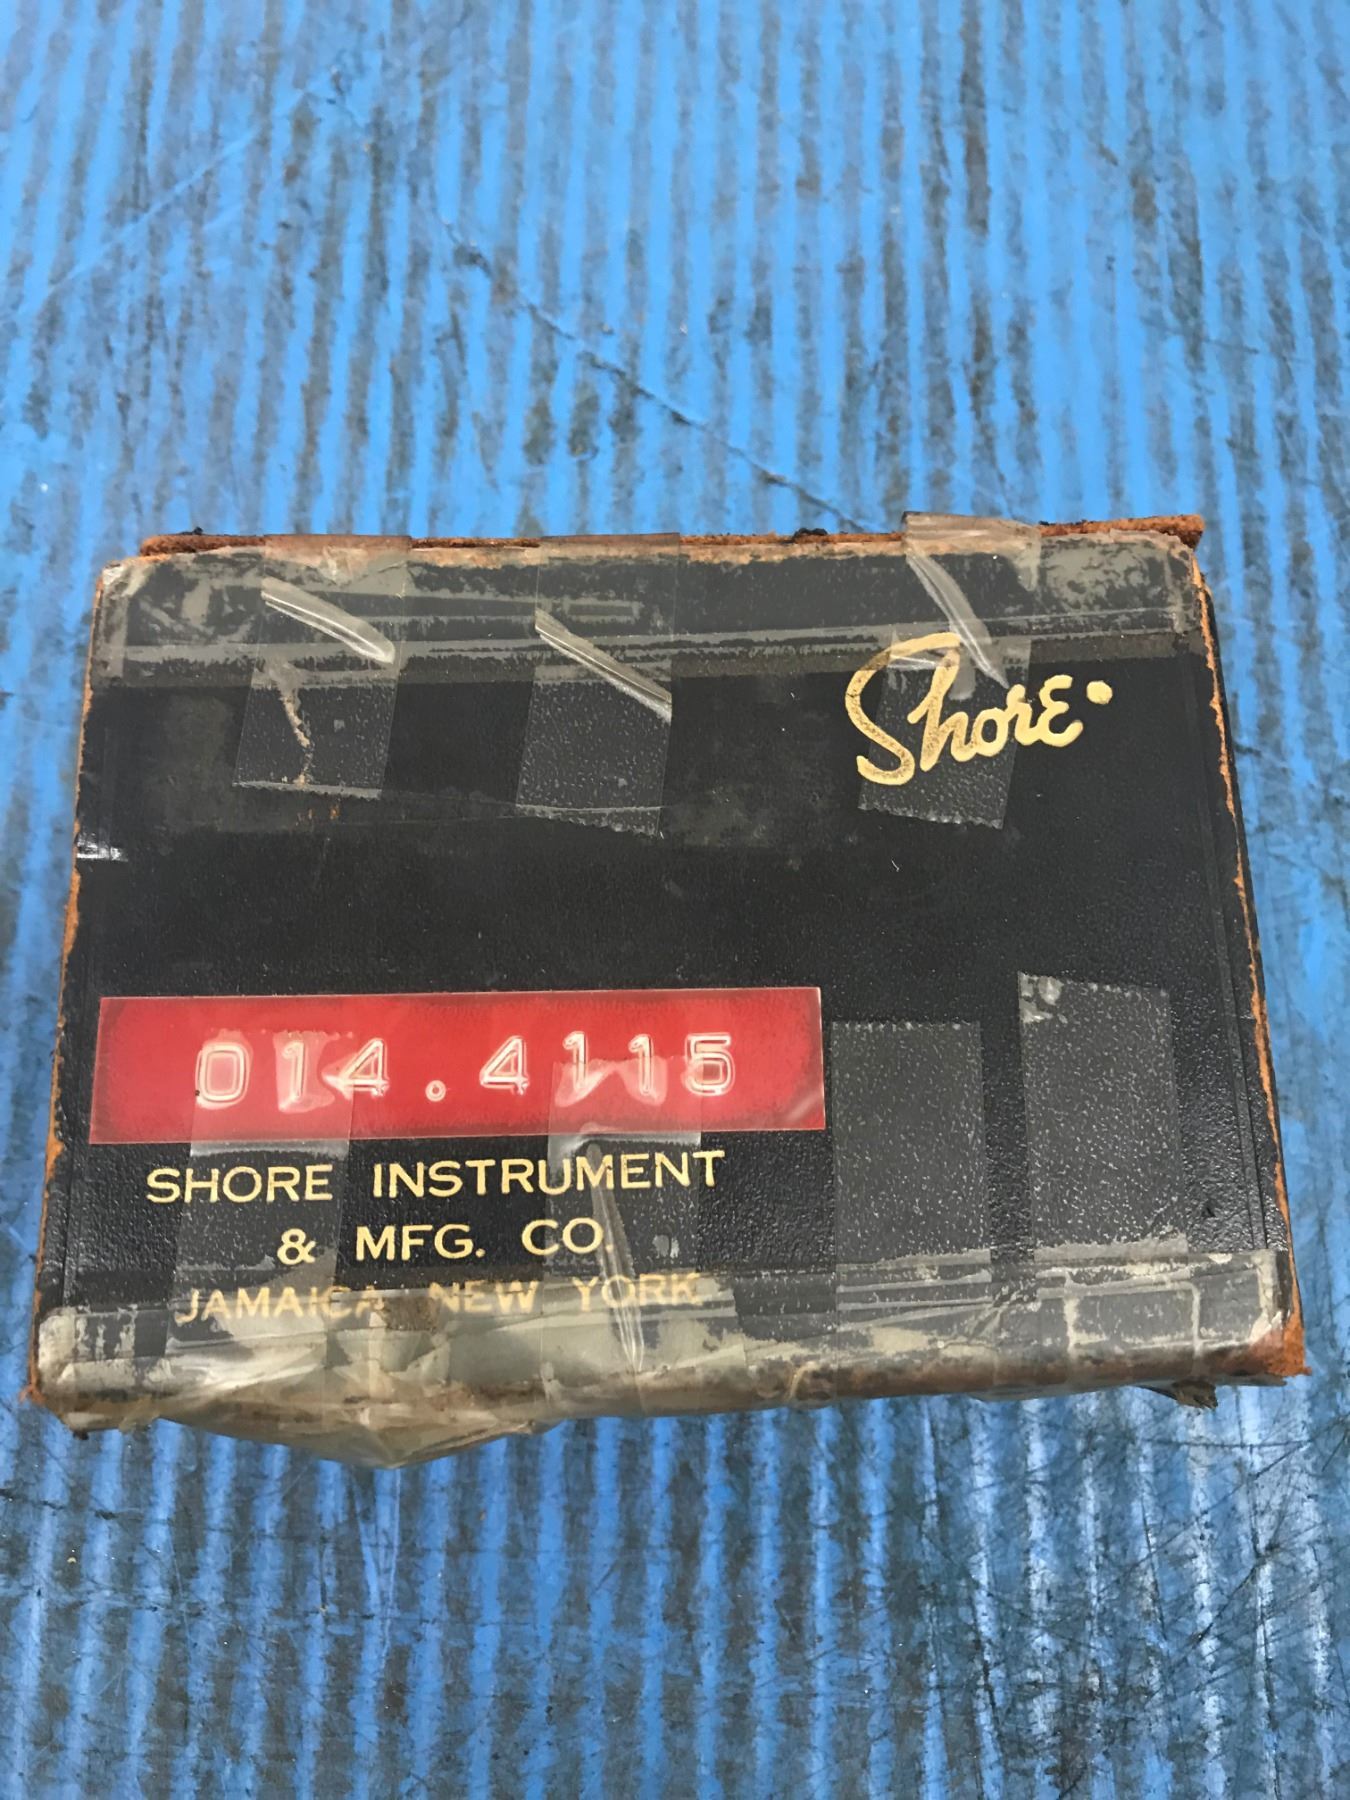 Shore
014.4115
SHORE INSTRUMENT
& MFG. CO.
JAMAICA NEW YORK